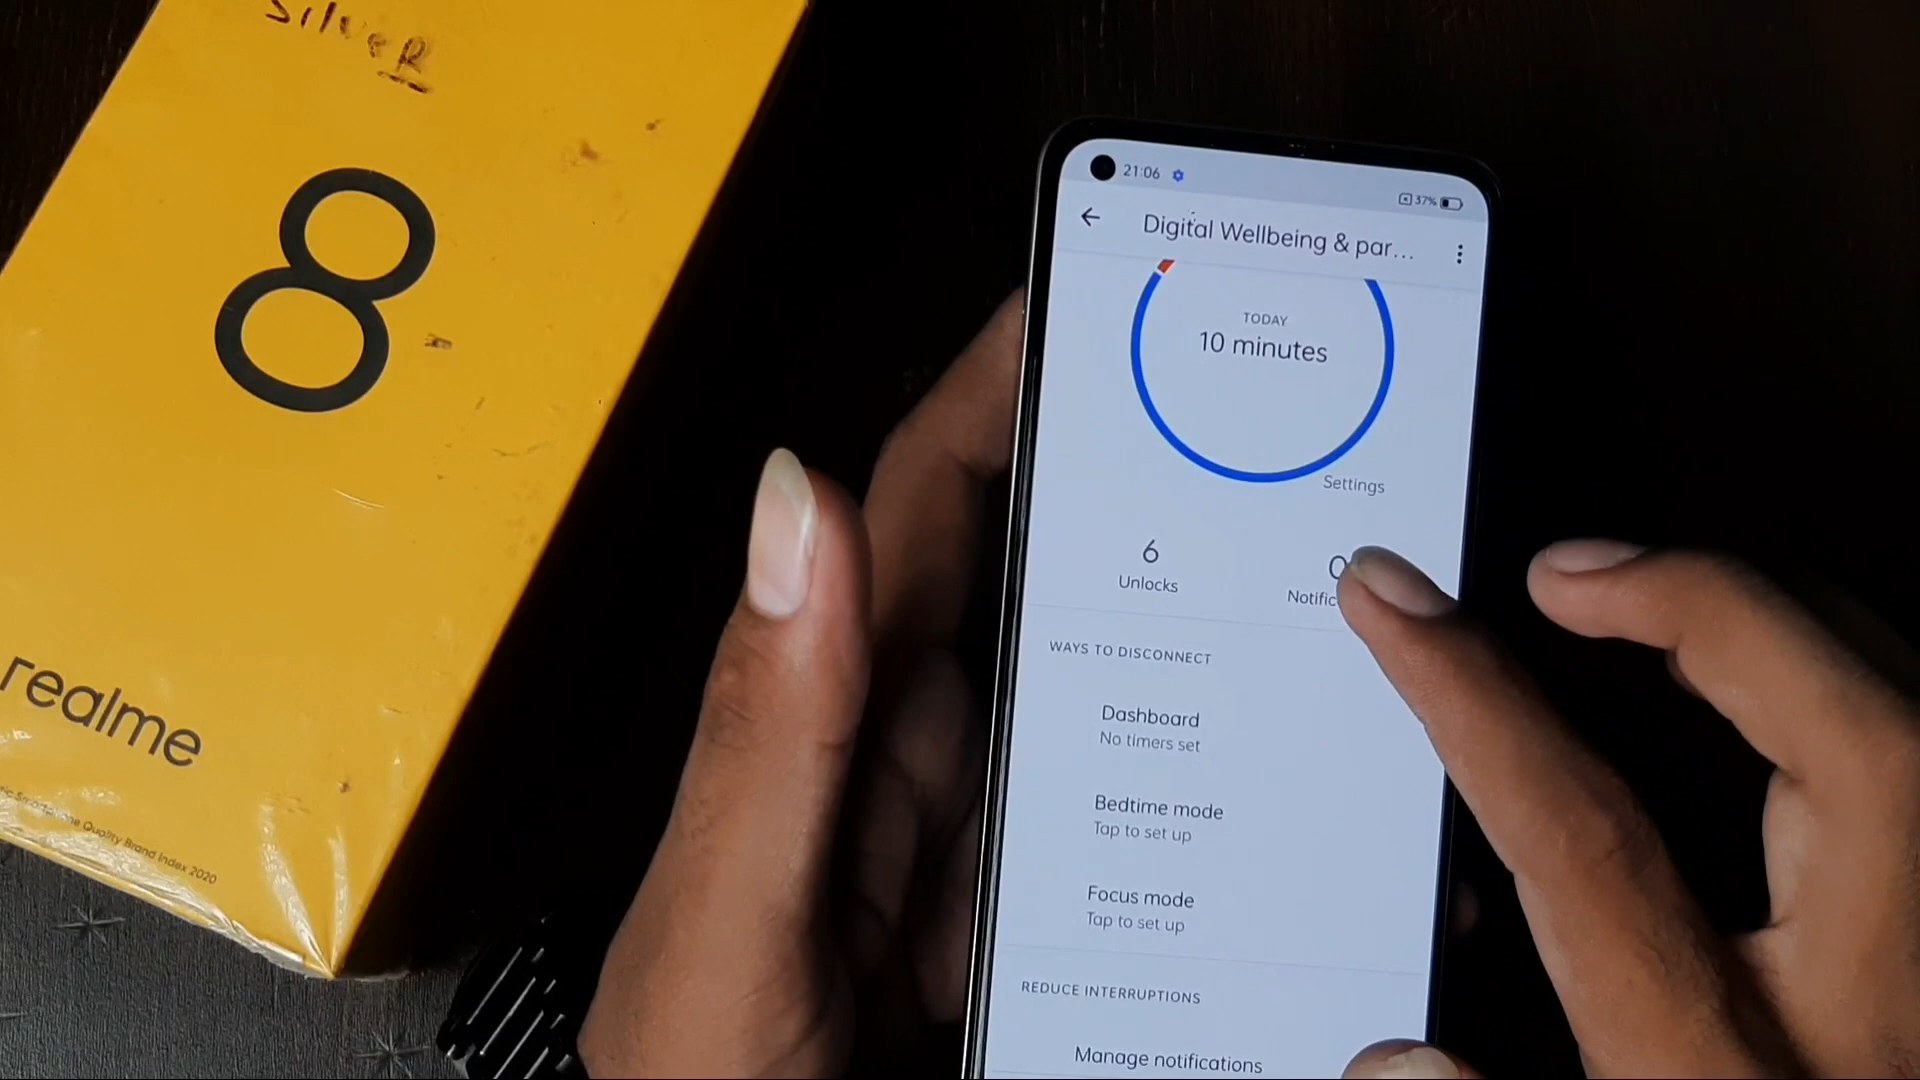 SilveR
8
realme
Quality Brand Index 2020
21:06
37%
Digital Wellbeing & par...
TODAY
10 minutes
Settings
6
Unlocks
0
Notific
WAYS TO DISCONNECT
Dashboard
No timers set
Bedtime mode
Tap to set up
Focus mode
Tap to set up
REDUCE INTERRUPTIONS
Manage notifications